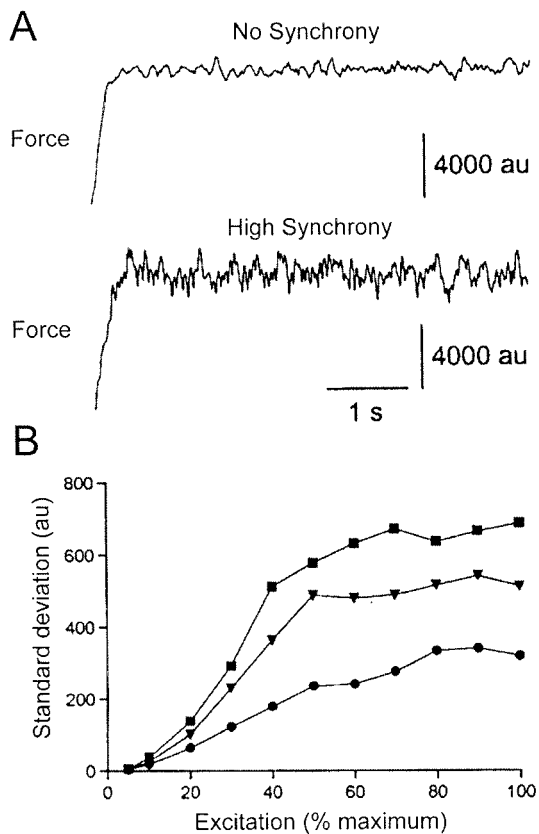 A
No Synchrony
Force
4000 au
High Synchrony
Force
4000 au
1 s
B
Standard deviation (au)
800
600
400
200
0
0 20 40 60 80 100
Excitation (% maximum)